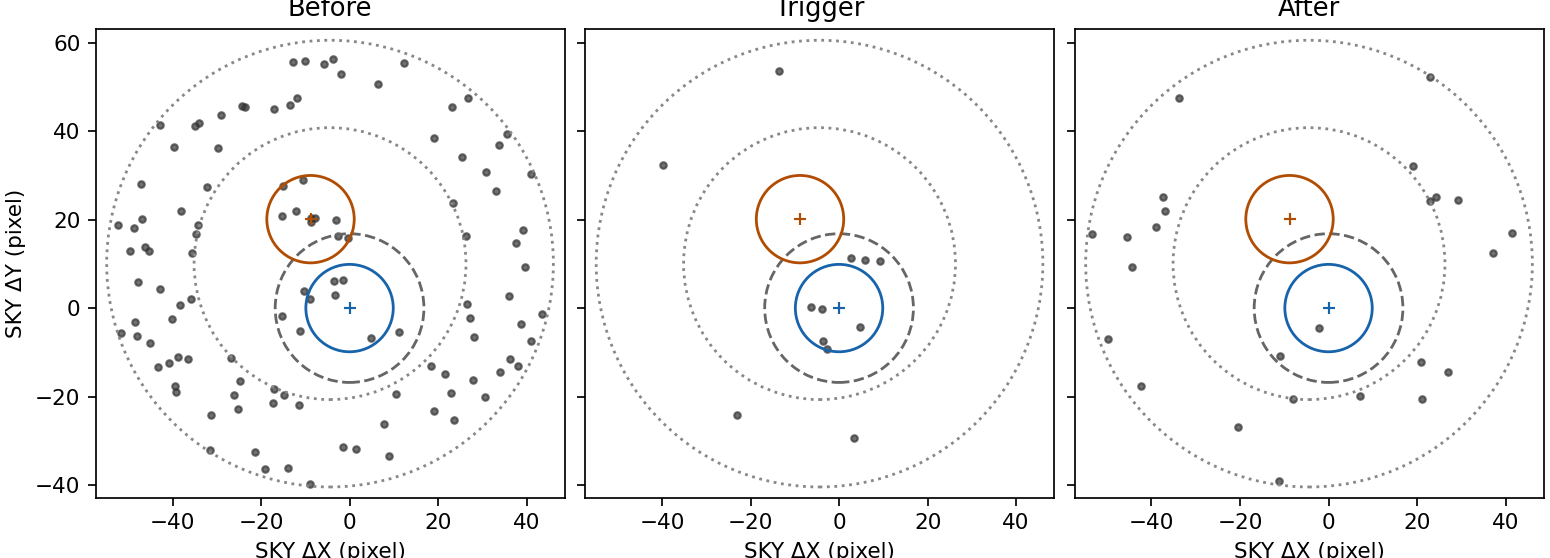 Before Trigger After
SKY ΔY (pixel)
60
40
20
0
−20
−40
−40 −20 0 20 40
−40 −20 0 20 40
−40 −20 0 20 40
SKY ΔX (pixel) SKY ΔX (pixel) SKY ΔX (pixel)